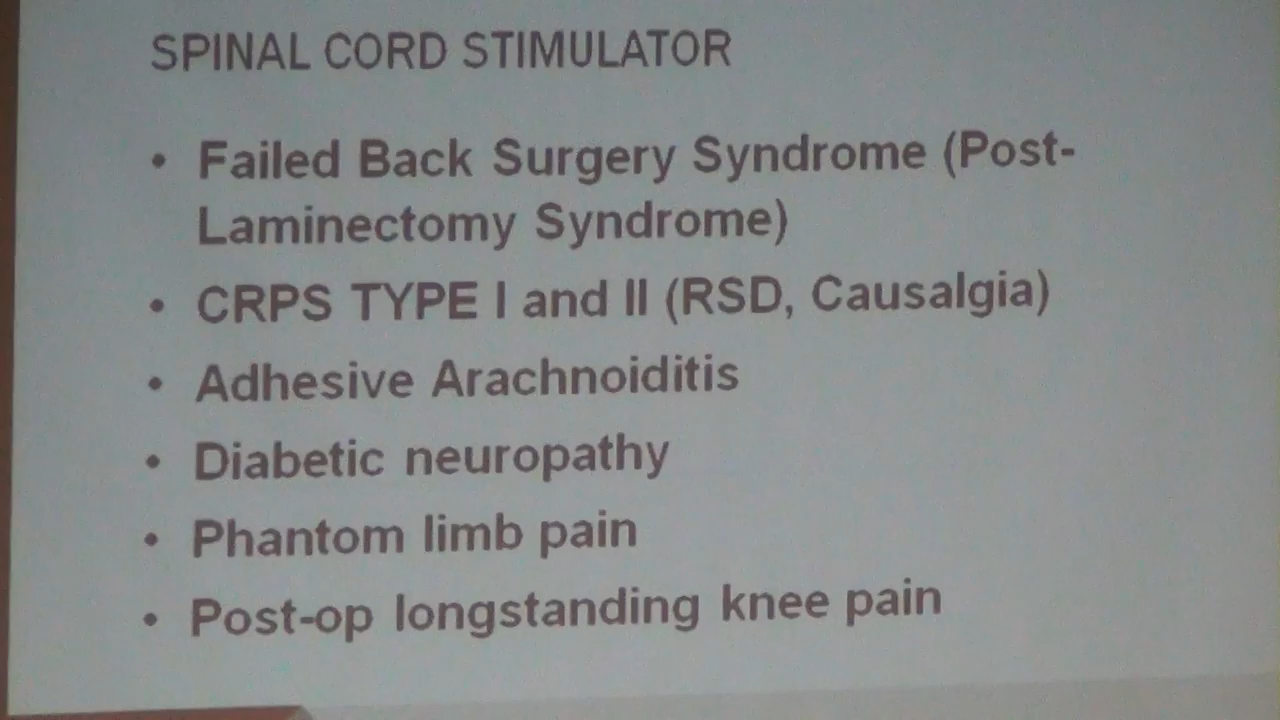 SPINAL CORD STIMULATOR
• Failed Back Surgery Syndrome (Post-
Laminectomy Syndrome)
• CRPS TYPE I and II (RSD, Causalgia)
• Adhesive Arachnoiditis
• Diabetic neuropathy
• Phantom limb pain
• Post-op longstanding knee pain